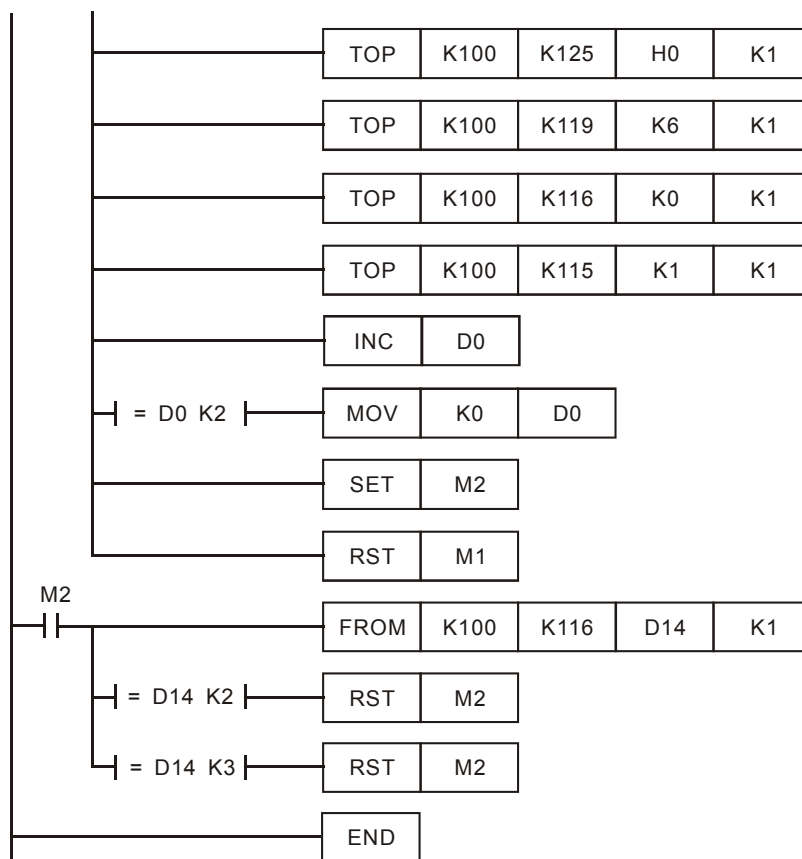 TOP K100 K125 H0 K1
TOP K100 K119 K6 K1
TOP K100 K116 K0 K1
TOP K100 K115 K1 K1
INC D0
= D0 K2 MOV K0 D0
SET M2
RST M1
M2
FROM K100 K116 D14 K1
= D14 K2 RST M2
= D14 K3 RST M2
END